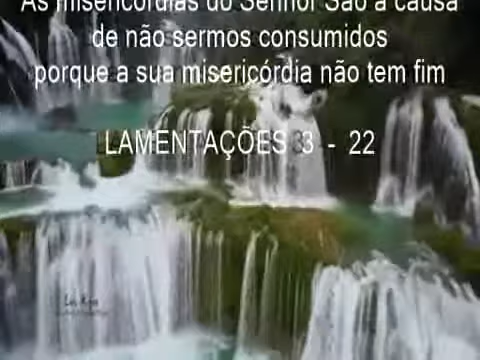 As misericórdias do Senhor São a causa
de não sermos consumidos
porque a sua misericórdia não tem fim
LAMENTAÇÕES 3 - 22